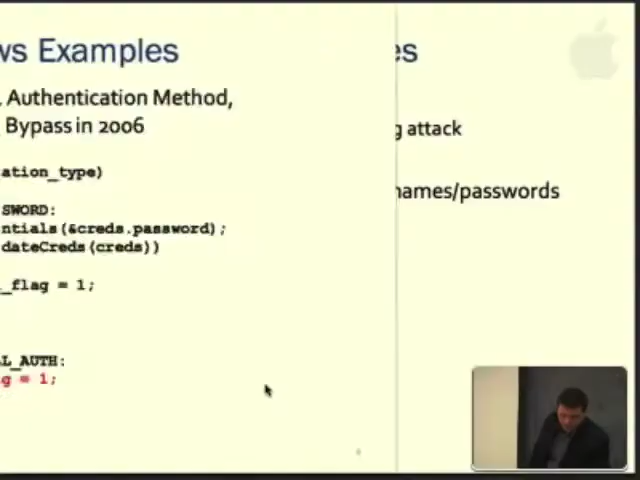 ws Examples
es
. Authentication Method,
Bypass in 2006
g attack
names/passwords
ation_type)
SWORD:
ntials(&creds.password);
dateCreds(creds))
_flag = 1;
L_AUTH:
g = 1;